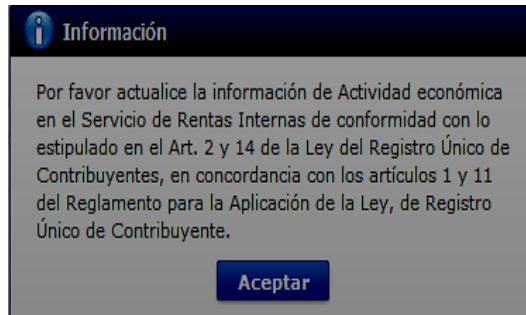 Información
Por favor actualice la información de Actividad económica
en el Servicio de Rentas Internas de conformidad con lo
estipulado en el Art. 2 y 14 de la Ley del Registro Único de
Contribuyentes, en concordancia con los artículos 1 y 11
del Reglamento para la Aplicación de la Ley, de Registro
Único de Contribuyente.
Aceptar